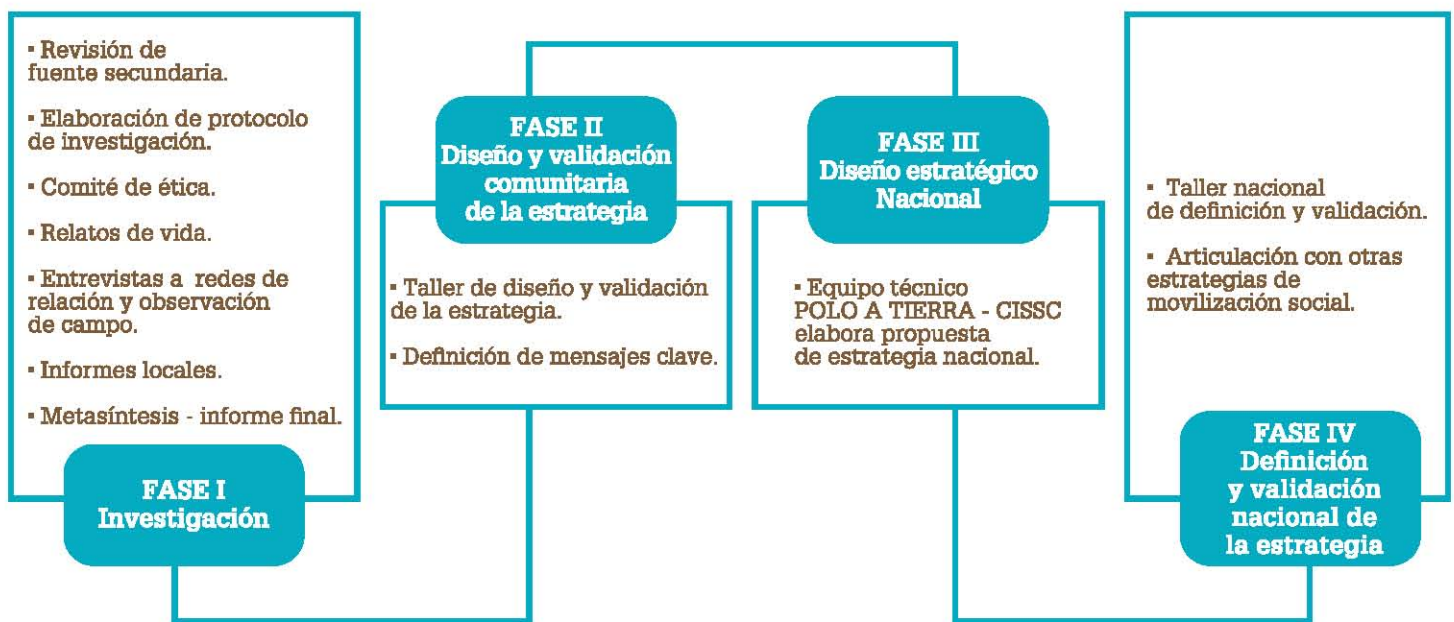 ▪ Revisión de
fuente secundaria.
▪ Elaboración de protocolo
de investigación.
▪ Comité de ética.
▪ Relatos de vida.
▪ Entrevistas a redes de
relación y observación
de campo.
▪ Informes locales.
▪ Metasíntesis - informe final.
FASE I
Investigación
FASE II
Diseño y validación
comunitaria
de la estrategia
▪ Taller de diseño y validación
de la estrategia.
▪ Definición de mensajes clave.
FASE III
Diseño estratégico
Nacional
▪ Equipo técnico
POLO A TIERRA - CISSC
elabora propuesta
de estrategia nacional.
▪ Taller nacional
de definición y validación.
▪ Articulación con otras
estrategias de
movilización social.
FASE IV
Definición
y validación
nacional de
la estrategia